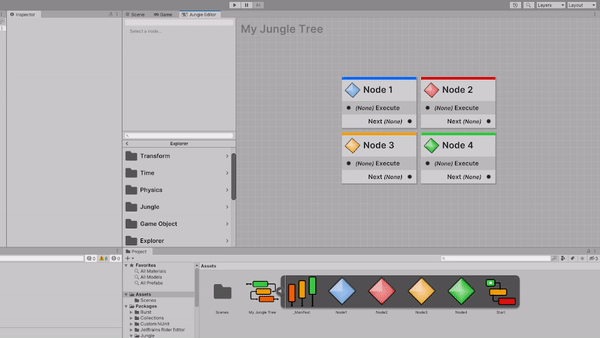 Inspector
Scene
Game
Jungle Editor
Layers
Layout
Select a node...
My Jungle Tree
Node 1
(None) Execute
Next (None)
Node 2
(None) Execute
Next (None)
Node 3
(None) Execute
Next (None)
Node 4
(None) Execute
Next (None)
Explorer
Transform
Time
Physics
Jungle
Game Object
Explorer
Project
Favorites
All Materials
All Models
All Prefabs
Assets
Scenes
Packages
Burst
Collections
Custom NUnit
JetBrains Rider Editor
Jungle
Assets
Scenes
My Jungle Tree
_Manifest
Node1
Node2
Node3
Node4
Start